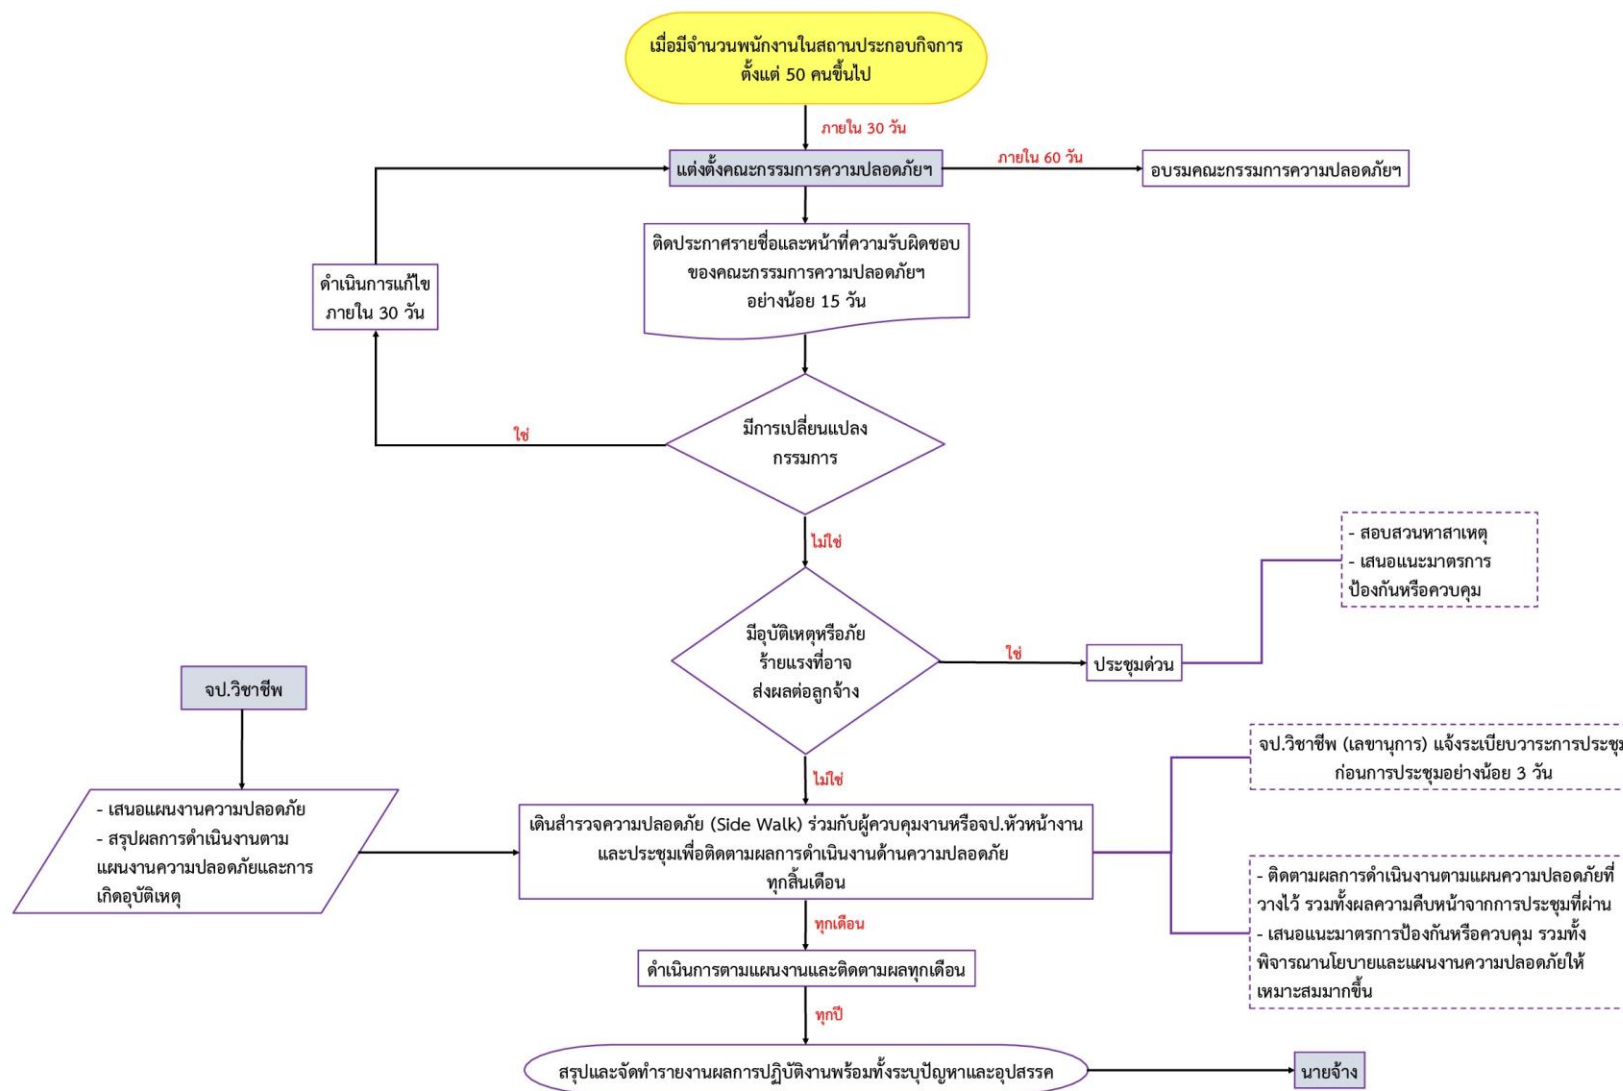 เมื่อมีจำนวนพนักงานในสถานประกอบกิจการ
ตั้งแต่ 50 คนขึ้นไป
ภายใน 30 วัน
แต่งตั้งคณะกรรมการความปลอดภัยฯ
ภายใน 60 วัน
อบรมคณะกรรมการความปลอดภัยฯ
ติดประกาศรายชื่อและหน้าที่ความรับผิดชอบ
ของคณะกรรมการความปลอดภัยฯ
อย่างน้อย 15 วัน
ดำเนินการแก้ไข
ภายใน 30 วัน
ใช่
มีการเปลี่ยนแปลง
กรรมการ
ไม่ใช่
- สอบสวนหาสาเหตุ
- เสนอแนะมาตรการ
ป้องกันหรือควบคุม
มีอุบัติเหตุหรือภัย
ร้ายแรงที่อาจ
ส่งผลต่อลูกจ้าง
ใช่
ประชุมด่วน
จป.วิชาชีพ
ไม่ใช่
จป.วิชาชีพ (เลขานุการ) แจ้งระเบียบวาระการประชุม
ก่อนการประชุมอย่างน้อย 3 วัน
- เสนอแผนงานความปลอดภัย
- สรุปผลการดำเนินงานตาม
แผนงานความปลอดภัยและการ
เกิดอุบัติเหตุ
เดินสำรวจความปลอดภัย (Side Walk) ร่วมกับผู้ควบคุมงานหรือจป.หัวหน้างาน
และประชุมเพื่อติดตามผลการดำเนินงานด้านความปลอดภัย
ทุกสิ้นเดือน
- ติดตามผลการดำเนินงานตามแผนความปลอดภัยที่
วางไว้ รวมทั้งผลความคืบหน้าจากการประชุมที่ผ่าน
- เสนอแนะมาตรการป้องกันหรือควบคุม รวมทั้ง
พิจารณานโยบายและแผนงานความปลอดภัยให้
เหมาะสมมากขึ้น
ทุกเดือน
ดำเนินการตามแผนงานและติดตามผลทุกเดือน
ทุกปี
สรุปและจัดทำรายงานผลการปฏิบัติงานพร้อมทั้งระบุปัญหาและอุปสรรค
นายจ้าง